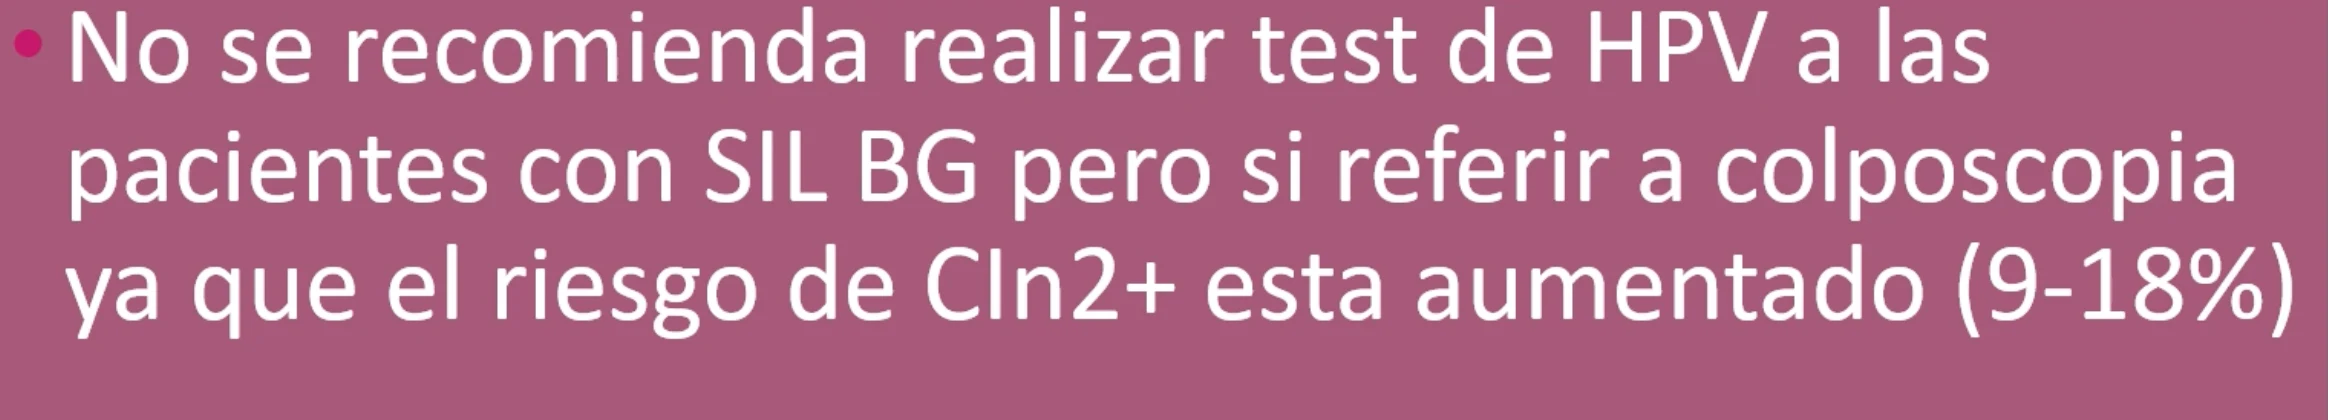 • No se recomienda realizar test de HPV a las
pacientes con SIL BG pero si referir a colposcopia
ya que el riesgo de CIn2+ esta aumentado (9-18%)